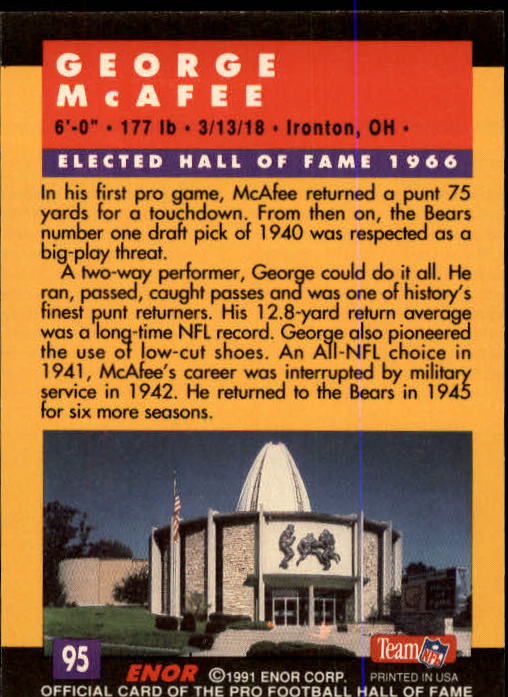 GEORGE
McAFEE
6'-0" • 177 lb • 3/13/18 • Ironton, OH •
ELECTED HALL OF FAME 1966
In his first pro game, McAfee returned a punt 75
yards for a touchdown. From then on, the Bears
number one draft pick of 1940 was respected as a
big-play threat.
A two-way performer, George could do it all. He
ran, passed, caught passes and was one of history's
finest punt returners. His 12.8-yard return average
was a long-time NFL record. George also pioneered
the use of low-cut shoes. An All-NFL choice in
1941, McAfee's career was interrupted by military
service in 1942. He returned to the Bears in 1945
for six more seasons.
95
Team NFL
ENOR ©1991 ENOR CORP. PRINTED IN USA
OFFICIAL CARD OF THE PRO FOOTBALL HALL OF FAME